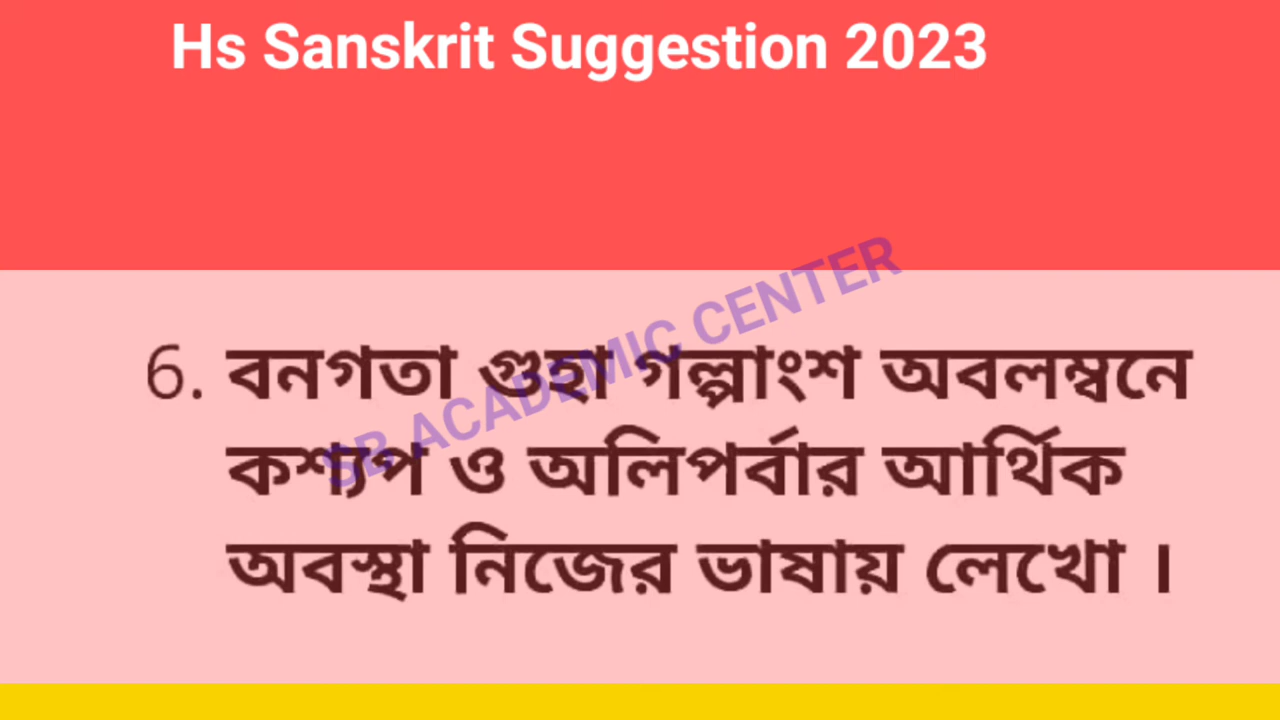 Hs Sanskrit Suggestion 2023
SB ACADEMIC CENTER
6. বনগতা গুহা গল্পাংশ অবলম্বনে
কশ্যপ ও অলিপর্বার আর্থিক
অবস্থা নিজের ভাষায় লেখো ।